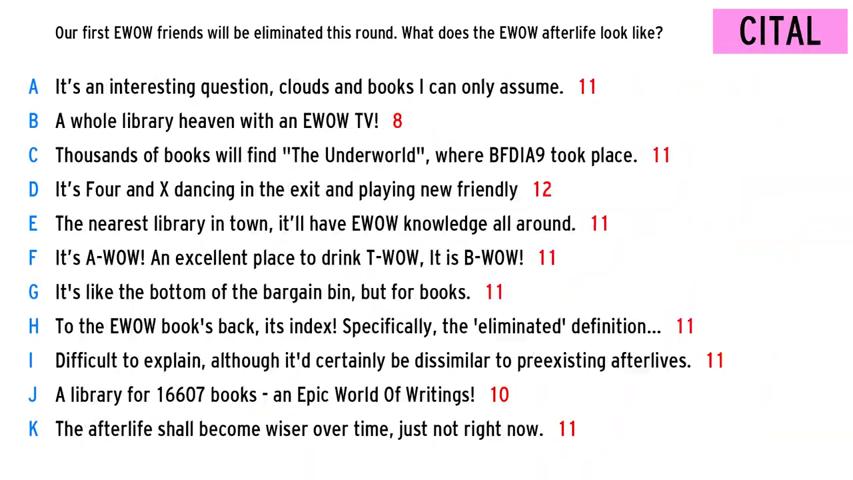 Our first EWOW friends will be eliminated this round. What does the EWOW afterlife look like?
CITAL
A It's an interesting question, clouds and books I can only assume. 11
B A whole library heaven with an EWOW TV! 8
C Thousands of books will find "The Underworld", where BFDIA9 took place. 11
D It's Four and X dancing in the exit and playing new friendly 12
E The nearest library in town, it'll have EWOW knowledge all around. 11
F It's A-WOW! An excellent place to drink T-WOW, It is B-WOW! 11
G It's like the bottom of the bargain bin, but for books. 11
H To the EWOW book's back, its index! Specifically, the 'eliminated' definition... 11
I Difficult to explain, although it'd certainly be dissimilar to preexisting afterlives. 11
J A library for 16607 books - an Epic World Of Writings! 10
K The afterlife shall become wiser over time, just not right now. 11